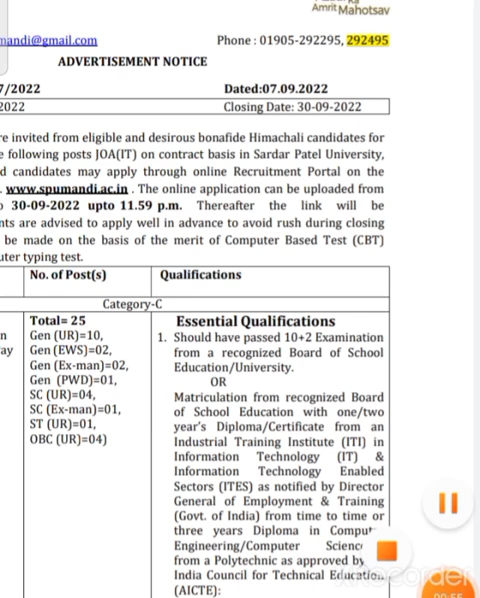 Amrit Mahotsav
mandi@gmail.com Phone : 01905-292295, 292495
ADVERTISEMENT NOTICE
7/2022 Dated:07.09.2022
2022 Closing Date: 30-09-2022
re invited from eligible and desirous bonafide Himachali candidates for
e following posts JOA(IT) on contract basis in Sardar Patel University,
d candidates may apply through online Recruitment Portal on the
. www.spumandi.ac.in . The online application can be uploaded from
o 30-09-2022 upto 11.59 p.m. Thereafter the link will be
nts are advised to apply well in advance to avoid rush during closing
be made on the basis of the merit of Computer Based Test (CBT)
uter typing test.
No. of Post(s) Qualifications
Category-C
Total= 25
n Gen (UR)=10,
ay Gen (EWS)=02,
Gen (Ex-man)=02,
Gen (PWD)=01,
SC (UR)=04,
SC (Ex-man)=01,
ST (UR)=01,
OBC (UR)=04)
Essential Qualifications
1. Should have passed 10+2 Examination
from a recognized Board of School
Education/University.
OR
Matriculation from recognized Board
of School Education with one/two
year's Diploma/Certificate from an
Industrial Training Institute (ITI) in
Information Technology (IT) &
Information Technology Enabled
Sectors (ITES) as notified by Director
General of Employment & Training
(Govt. of India) from time to time or
three years Diploma in Comput
Engineering/Computer Scienc
from a Polytechnic as approved by
India Council for Technical Education
(AICTE):
corder
00:55